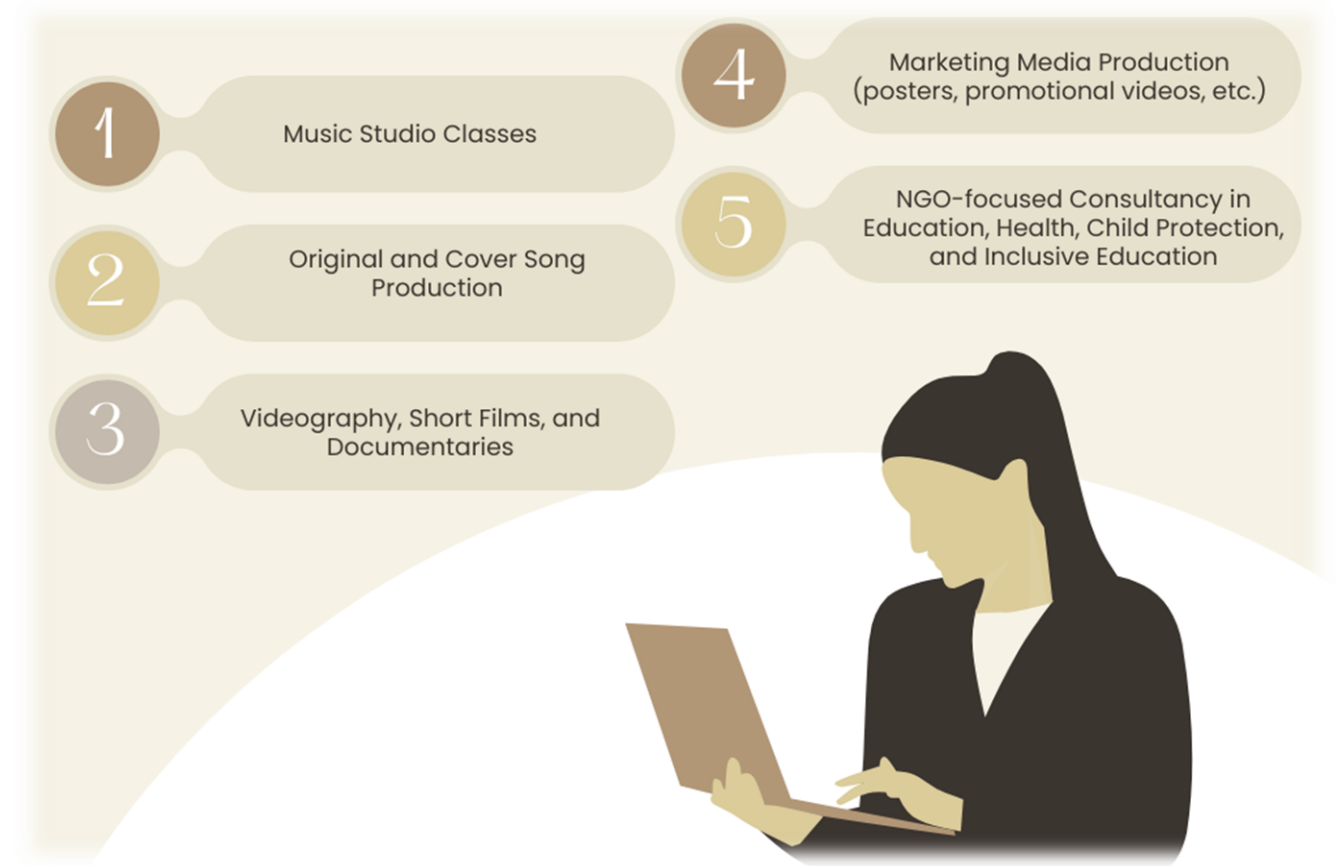 1
Music Studio Classes
2
Original and Cover Song
Production
3
Videography, Short Films, and
Documentaries
4
Marketing Media Production
(posters, promotional videos, etc.)
5
NGO-focused Consultancy in
Education, Health, Child Protection,
and Inclusive Education